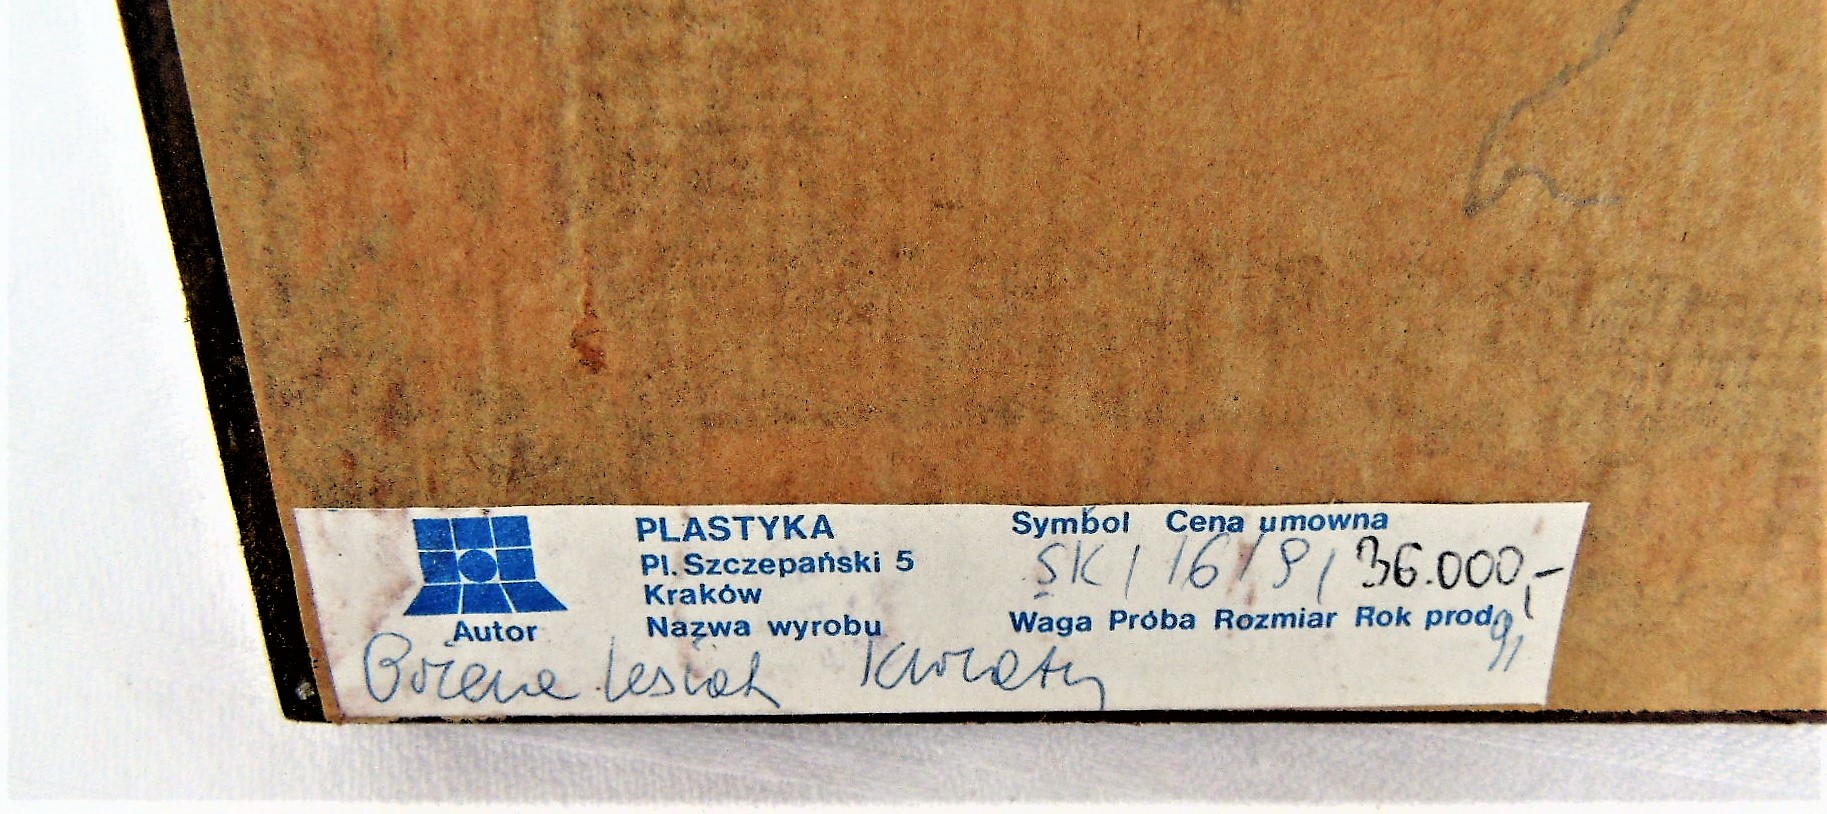 PLASTYKA
Pl. Szczepański 5
Kraków
Symbol Cena umowna
SK/16/9/ 36.000,-
Autor Nazwa wyrobu
Waga Próba Rozmiar Rok prod.
91
Bożena Lesiak Kwiaty